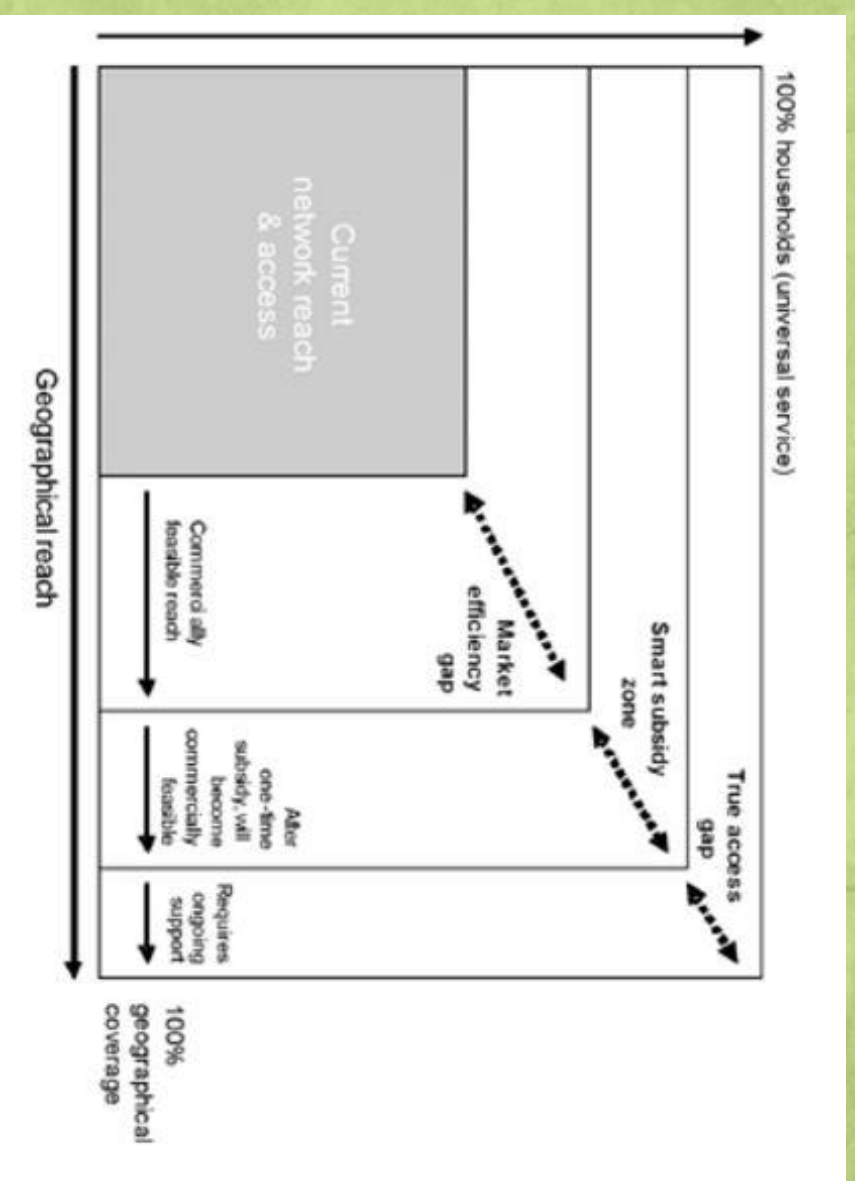 100% households (universal service)
True access
gap
Smart subsidy
zone
Market
efficiency
gap
Current
network reach
& access
Commercially
feasible reach
After
one-time
subsidy, will
become
commercially
feasible
Requires
ongoing
support
100%
geographical
coverage
Geographical reach